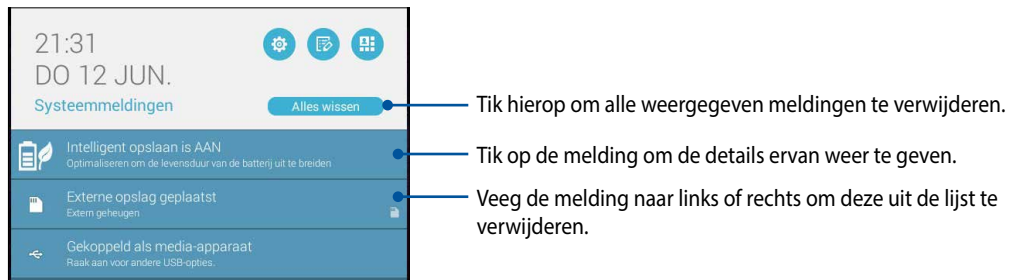 21:31
DO 12 JUN.
Systeemmeldingen
Alles wissen
Tik hierop om alle weergegeven meldingen te verwijderen.
Intelligent opslaan is AAN
Optimaliseren om de levensduur van de batterij uit te breiden
Tik op de melding om de details ervan weer te geven.
Externe opslag geplaatst
Extern geheugen
Veeg de melding naar links of rechts om deze uit de lijst te
verwijderen.
Gekoppeld als media-apparaat
Raak aan voor andere USB-opties.